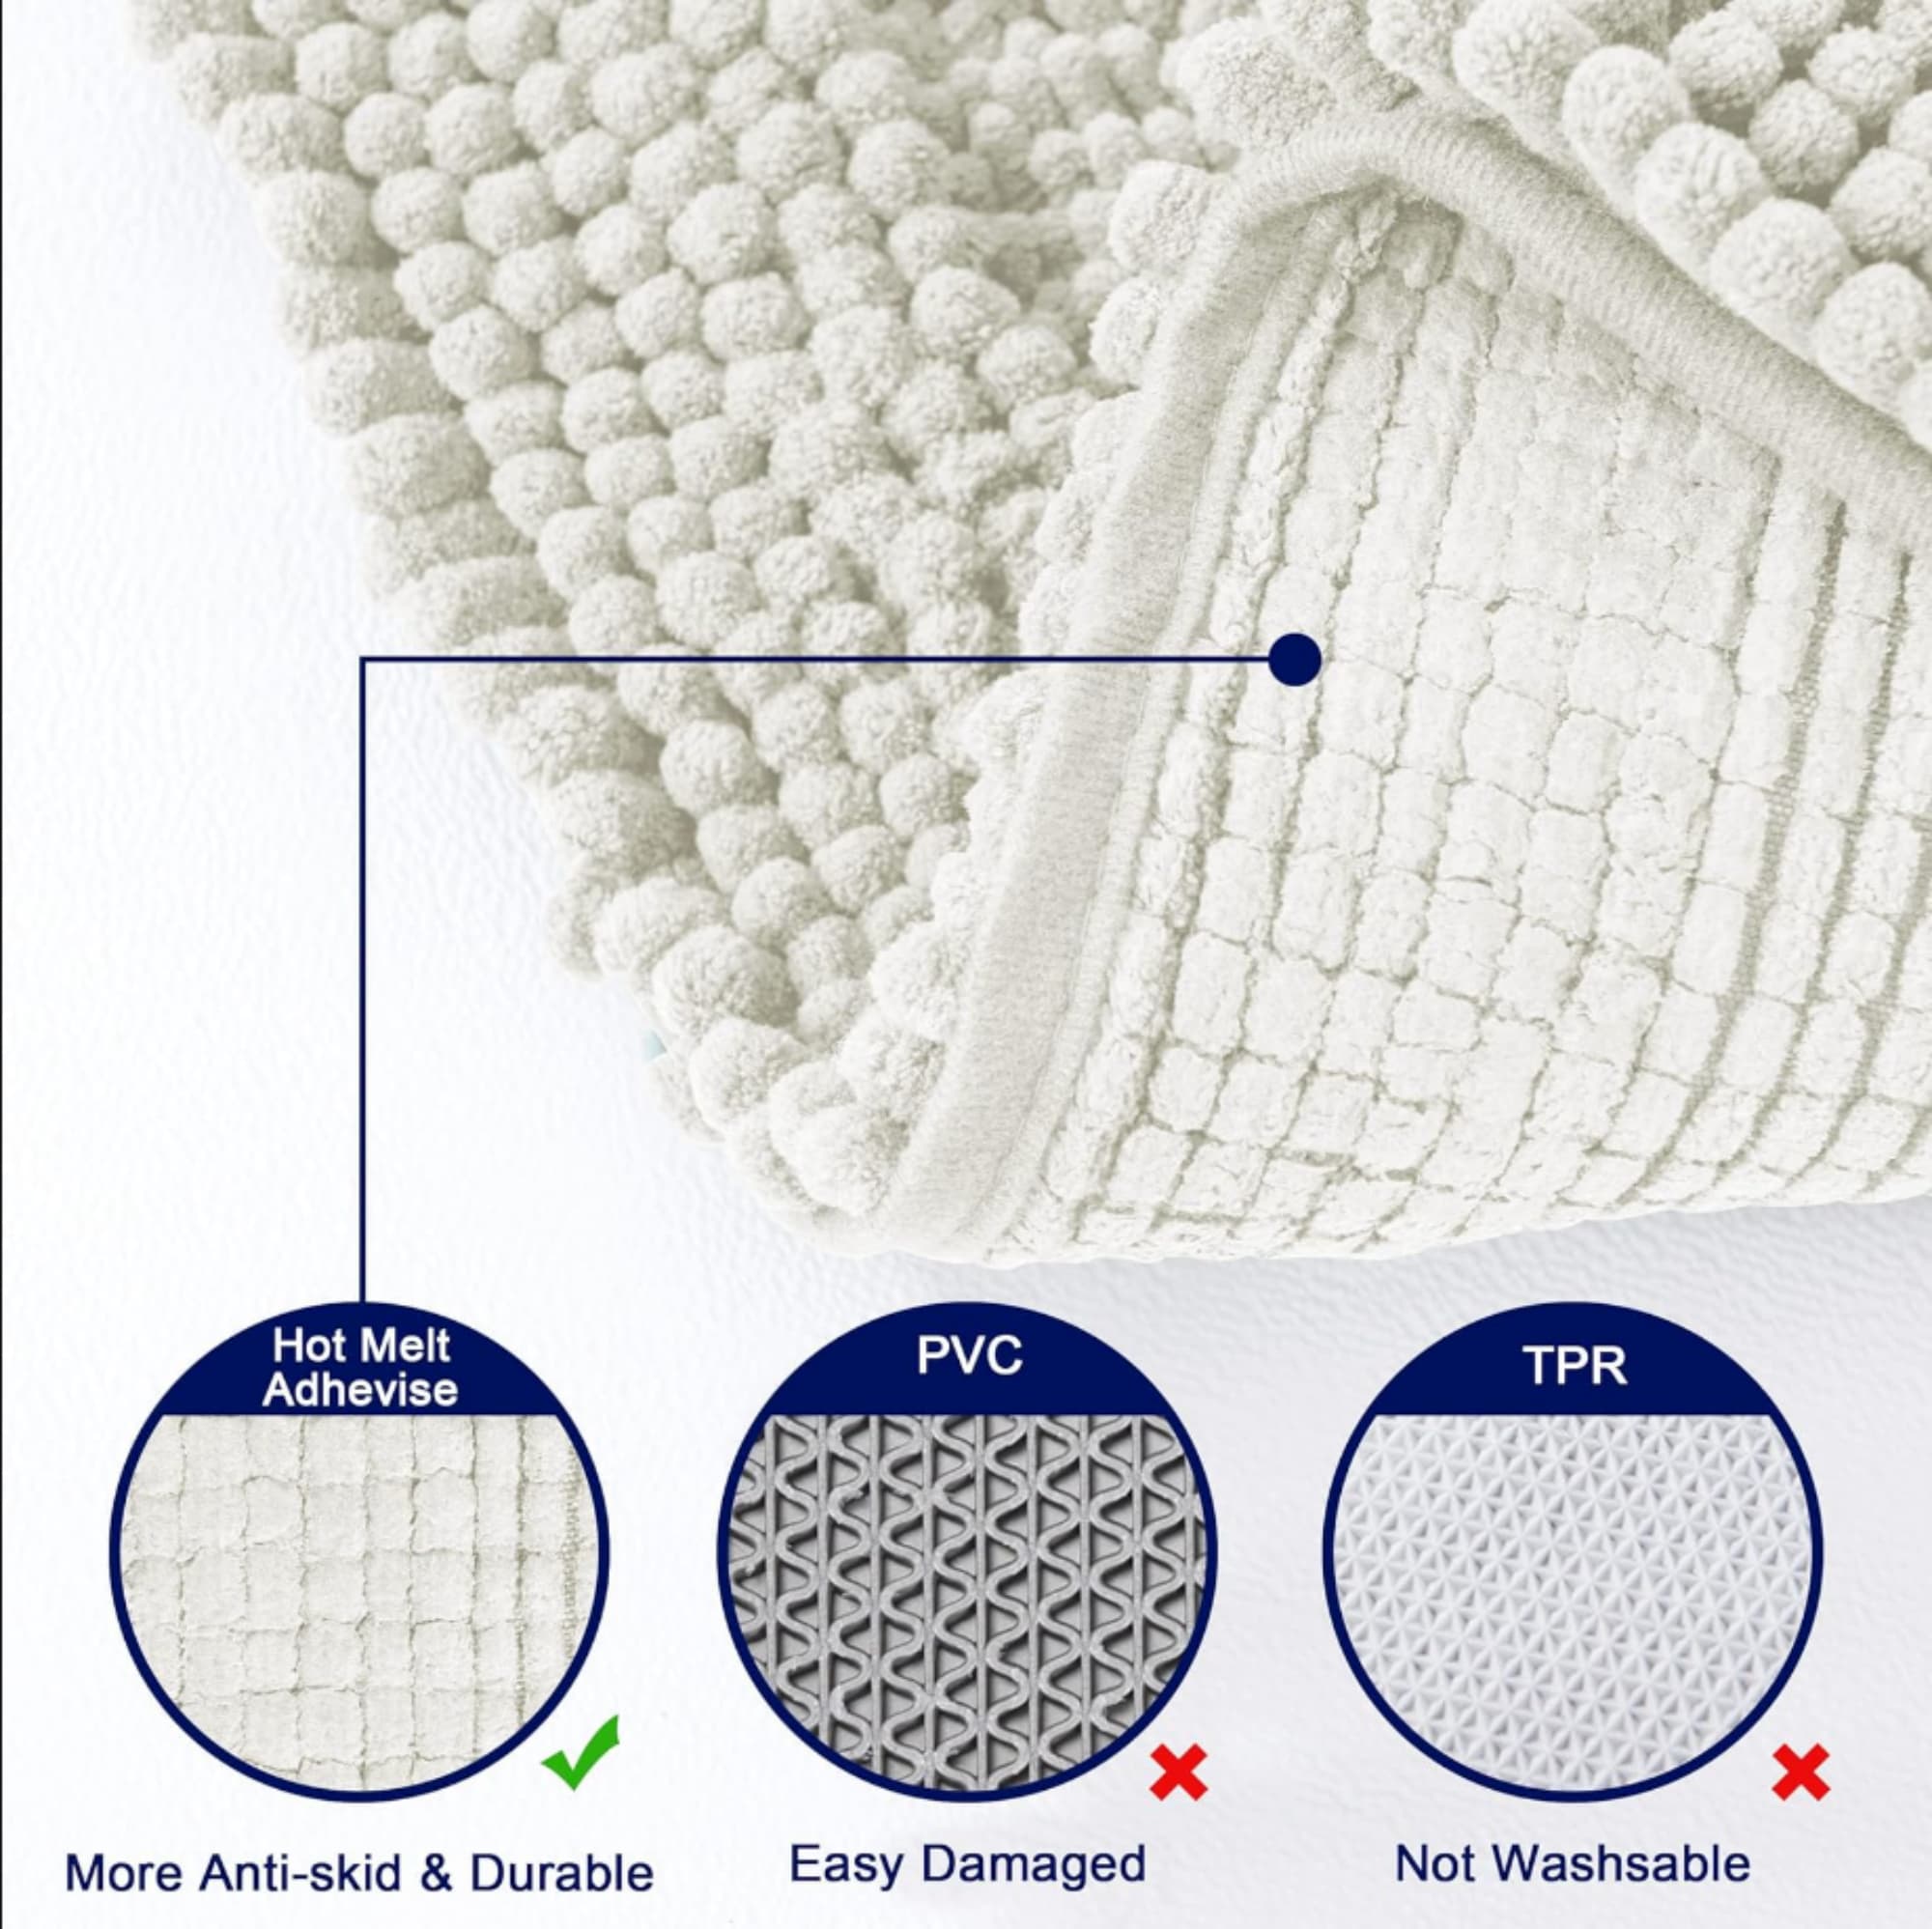 Hot Melt
Adhevise
PVC
TPR
More Anti-skid & Durable
Easy Damaged
Not Washsable